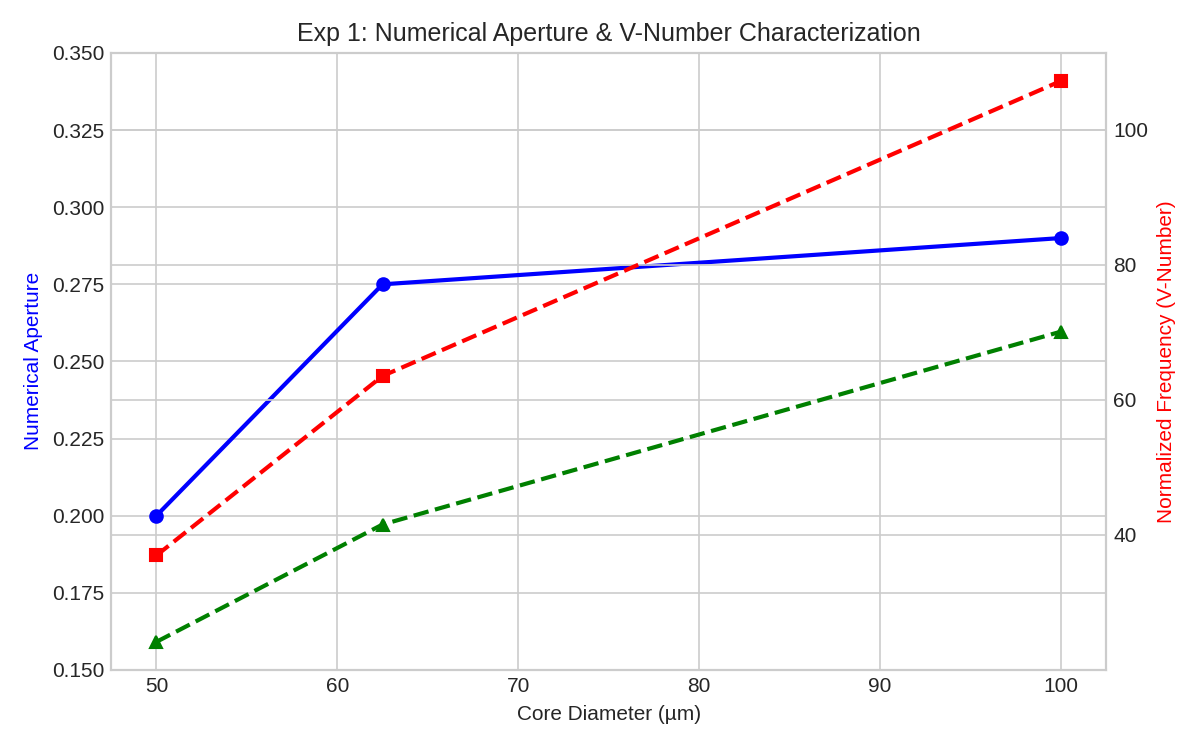 Exp 1: Numerical Aperture & V-Number Characterization
0.350
0.325
0.300
0.275
0.250
0.225
0.200
0.175
0.150
Numerical Aperture
100
80
60
40
Normalized Frequency (V-Number)
50 60 70 80 90 100
Core Diameter (µm)